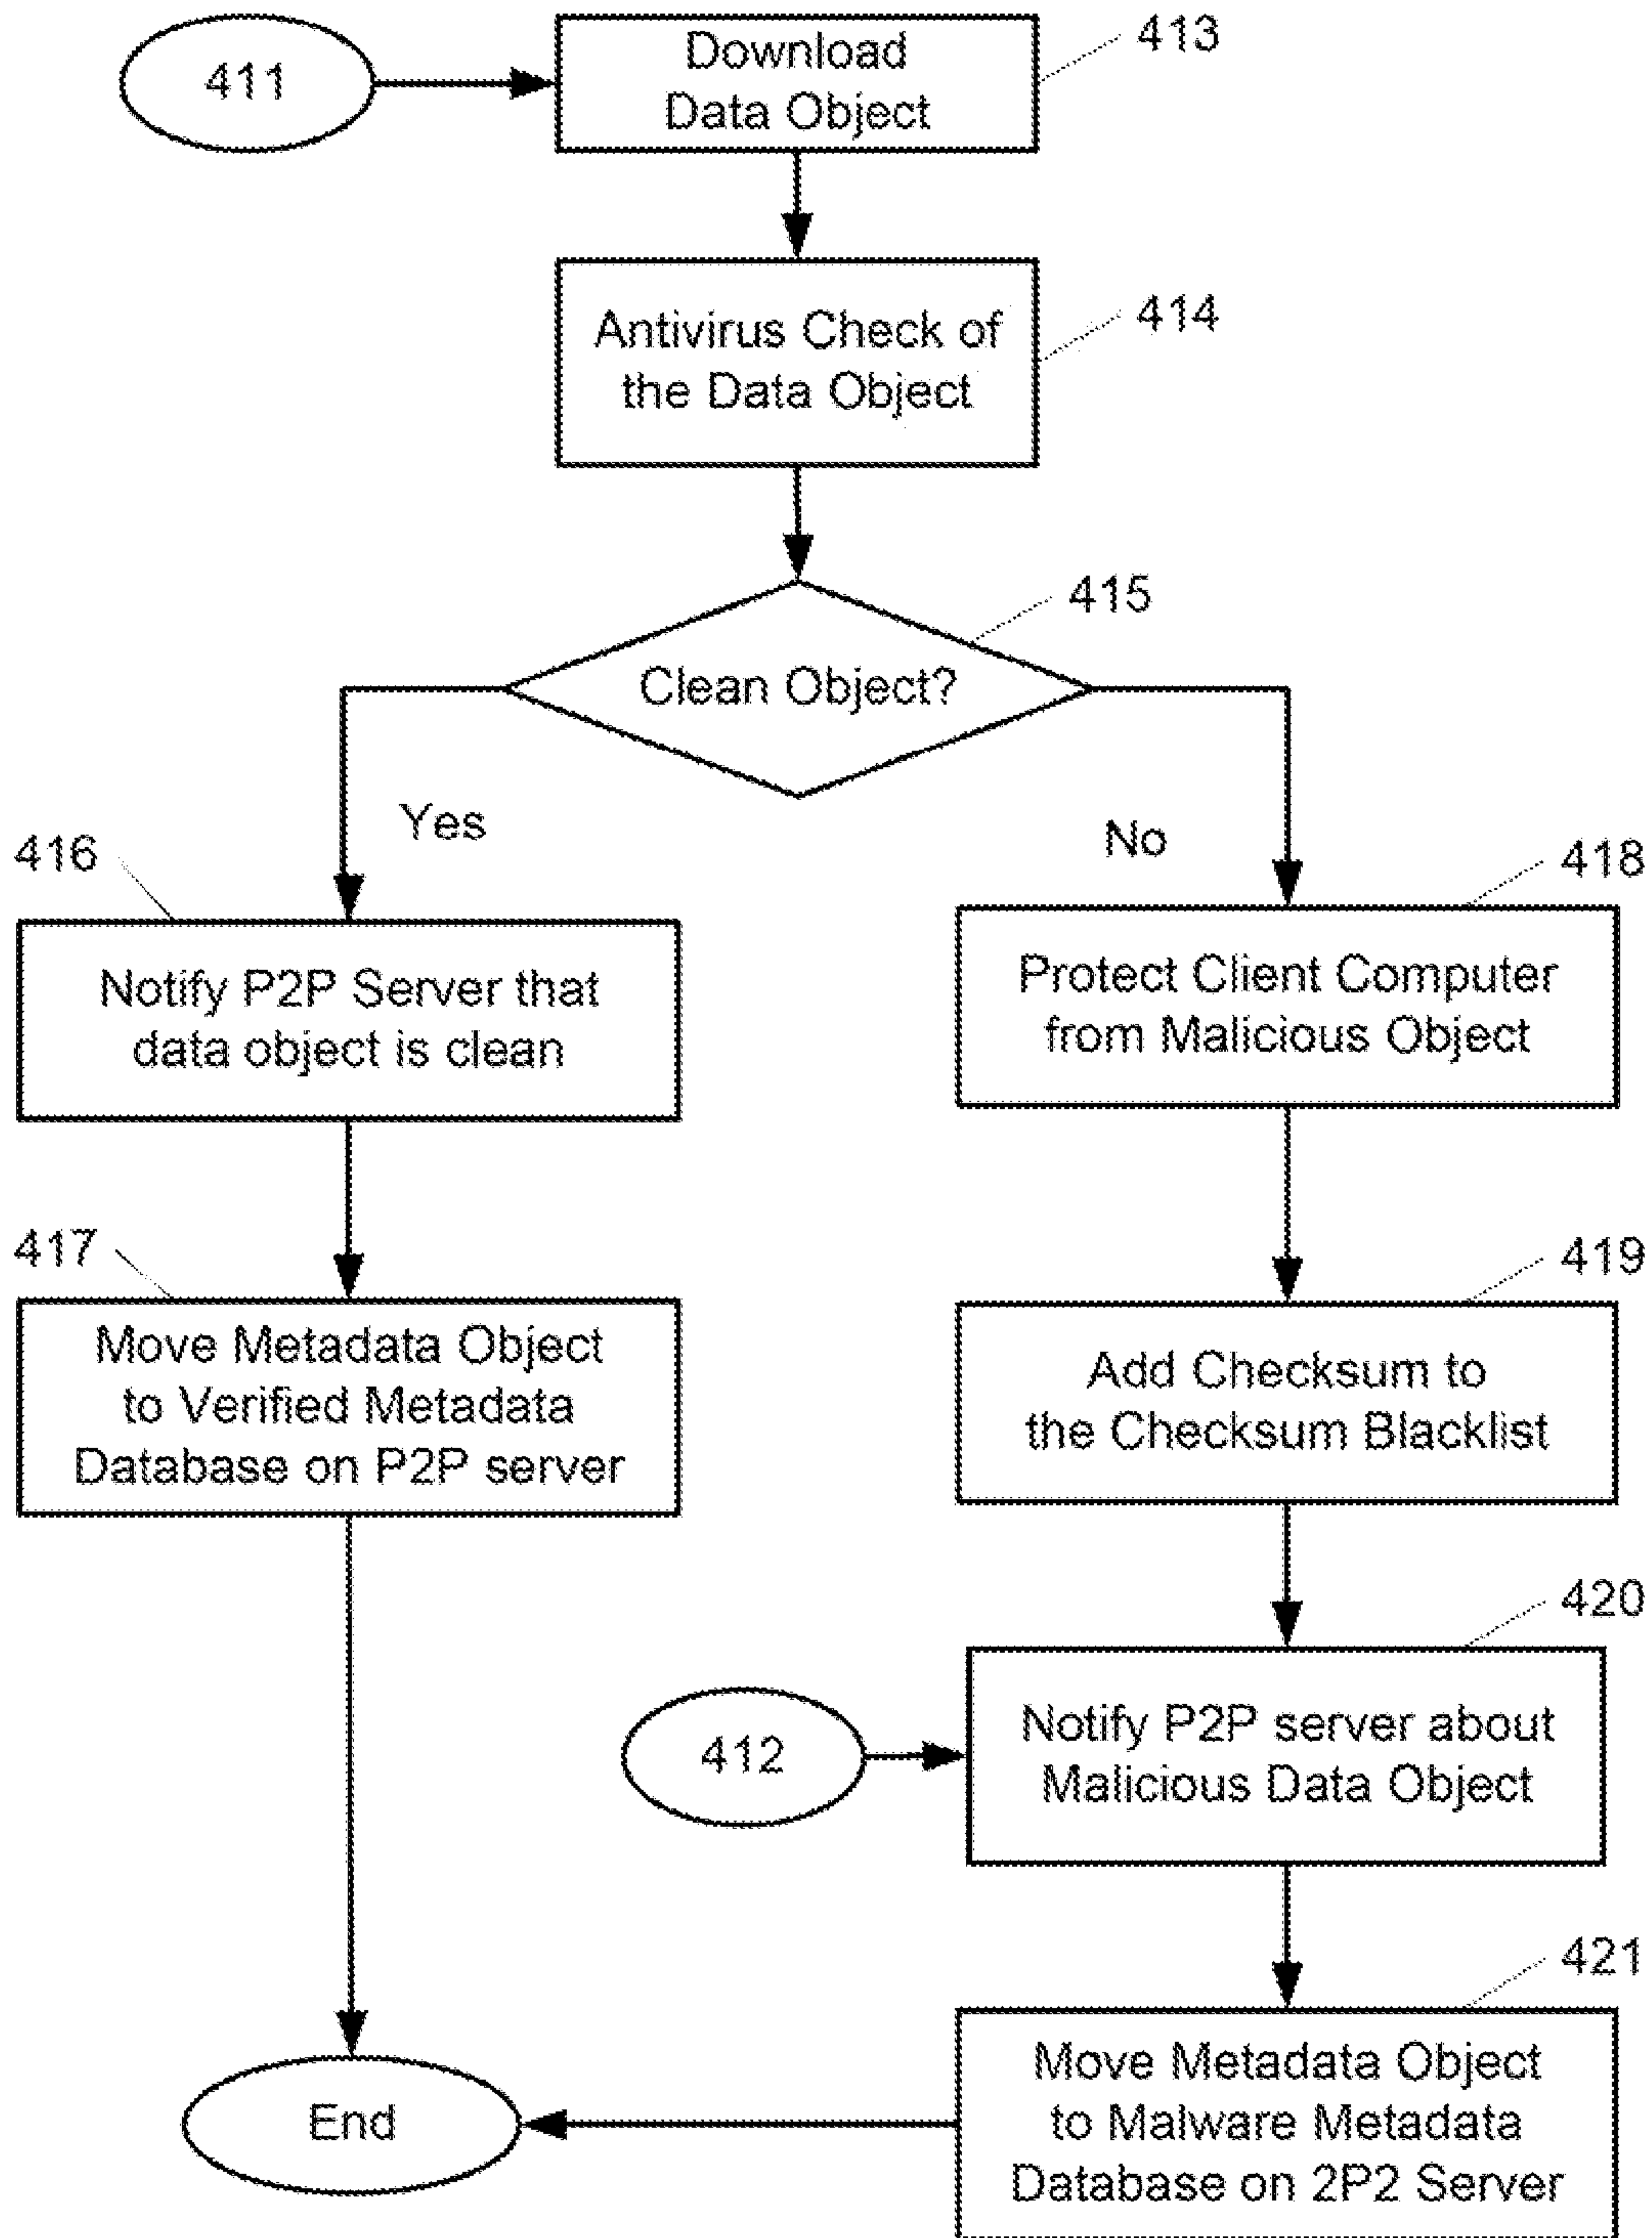 411
Download
Data Object
413
Antivirus Check of
the Data Object
414
Clean Object?
415
Yes
No
416
Notify P2P Server that
data object is clean
418
Protect Client Computer
from Malicious Object
417
Move Metadata Object
to Verified Metadata
Database on P2P server
419
Add Checksum to
the Checksum Blacklist
420
412
Notify P2P server about
Malicious Data Object
421
End
Move Metadata Object
to Malware Metadata
Database on 2P2 Server